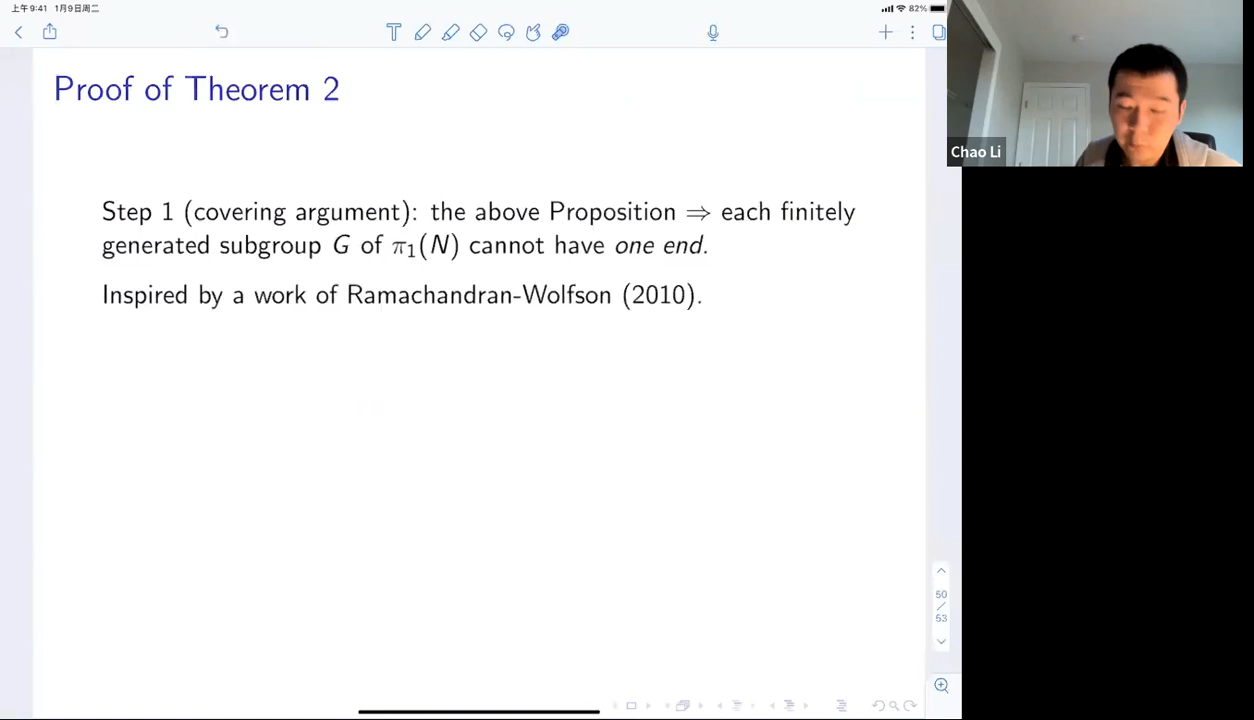 上午9:41 1月9日周二
82%
Proof of Theorem 2
Chao Li
Step 1 (covering argument): the above Proposition ⇒ each finitely
generated subgroup G of π₁(N) cannot have one end.
Inspired by a work of Ramachandran-Wolfson (2010).
50
/
53